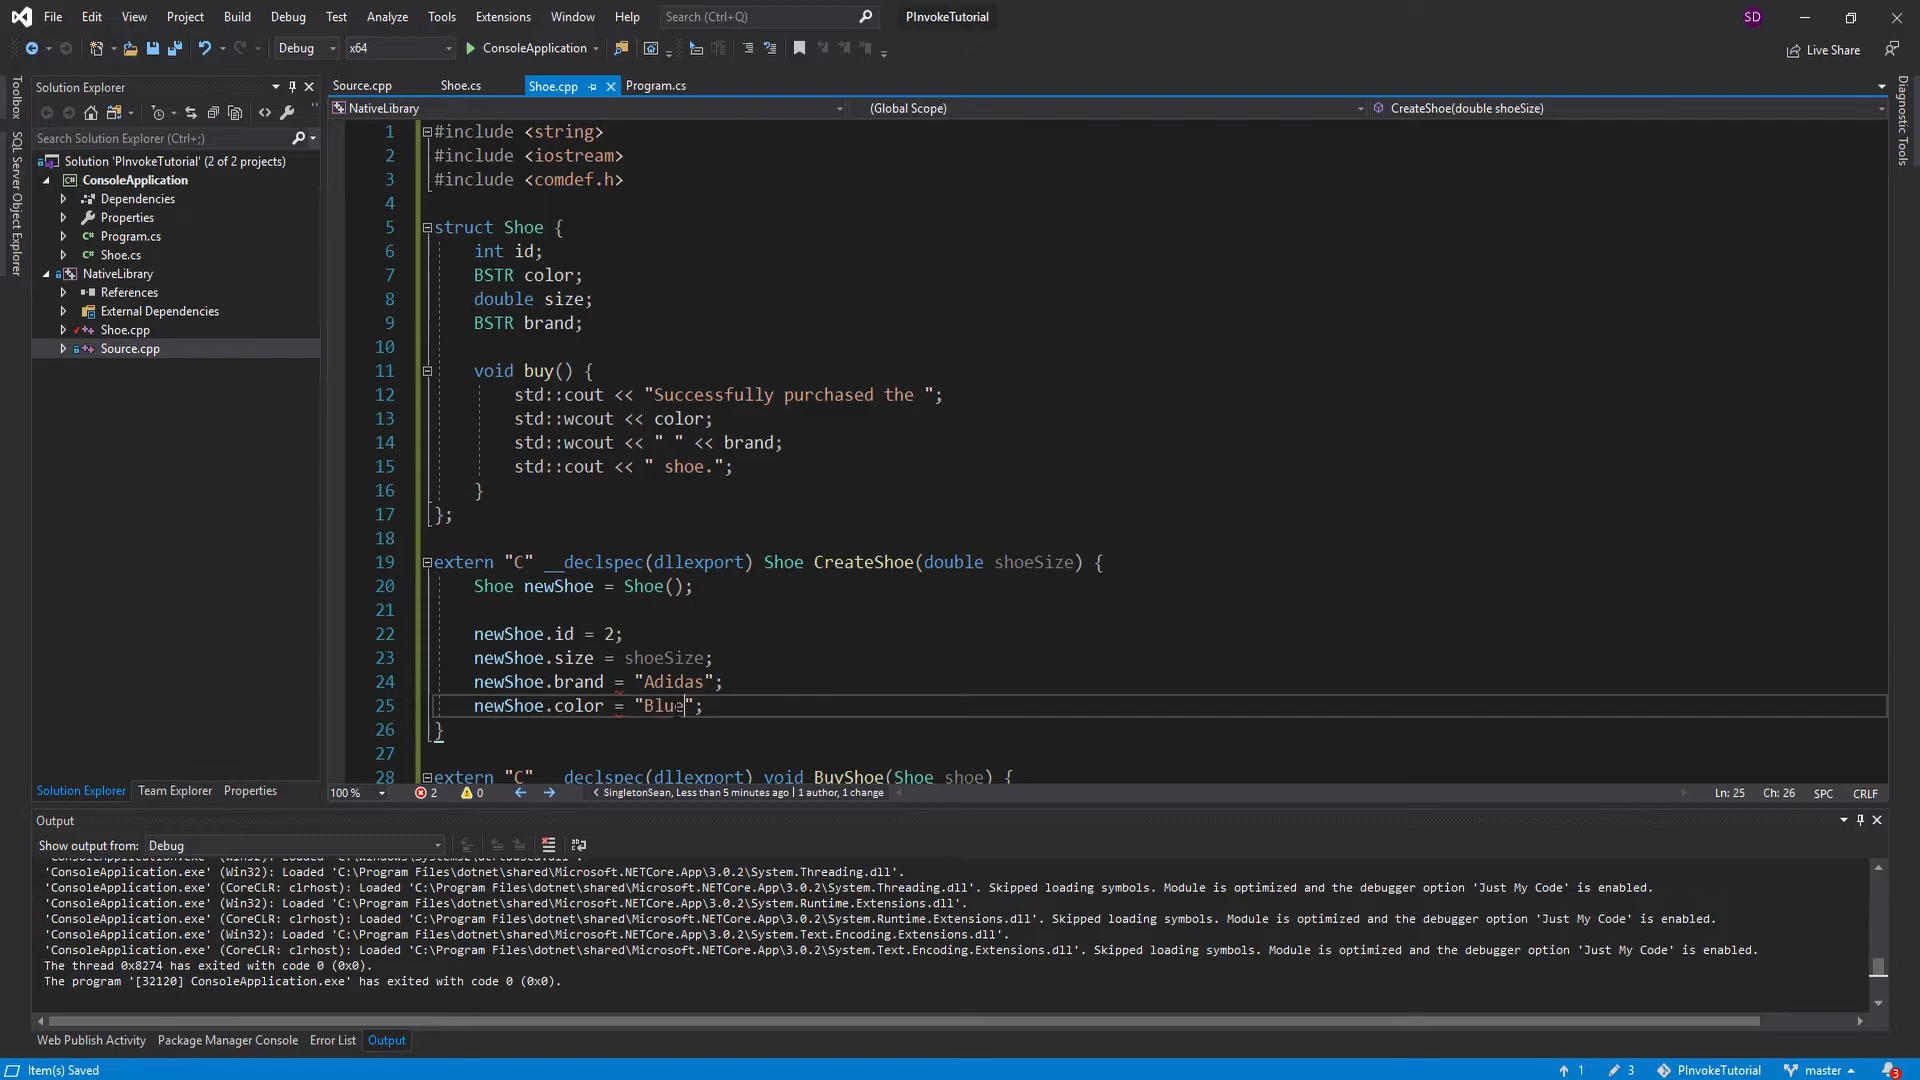 File Edit View Project Build Debug Test Analyze Tools Extensions Window Help Search (Ctrl+Q) PInvokeTutorial SD
Debug x64 ConsoleApplication Live Share
Toolbox
SQL Server Object Explorer
Solution Explorer
Search Solution Explorer (Ctrl+;)
Solution 'PInvokeTutorial' (2 of 2 projects)
ConsoleApplication
Dependencies
Properties
Program.cs
Shoe.cs
NativeLibrary
References
External Dependencies
Shoe.cpp
Source.cpp
Solution Explorer Team Explorer Properties
Source.cpp Shoe.cs Shoe.cpp Program.cs
NativeLibrary (Global Scope) CreateShoe(double shoeSize)
1 #include <string>
2 #include <iostream>
3 #include <comdef.h>
4
5 struct Shoe {
6 int id;
7 BSTR color;
8 double size;
9 BSTR brand;
10
11 void buy() {
12 std::cout << "Successfully purchased the ";
13 std::wcout << color;
14 std::wcout << " " << brand;
15 std::cout << " shoe.";
16 }
17 };
18
19 extern "C" __declspec(dllexport) Shoe CreateShoe(double shoeSize) {
20 Shoe newShoe = Shoe();
21
22 newShoe.id = 2;
23 newShoe.size = shoeSize;
24 newShoe.brand = "Adidas";
25 newShoe.color = "Blue";
26 }
27
28 extern "C" __declspec(dllexport) void BuyShoe(Shoe shoe) {
100 % 2 0 SingletonSean, Less than 5 minutes ago | 1 author, 1 change Ln: 25 Ch: 26 SPC CRLF
Diagnostic Tools
Output
Show output from: Debug
'ConsoleApplication.exe' (Win32): Loaded 'C:\Windows\System32\ucrtbased.dll'.
'ConsoleApplication.exe' (CoreCLR: clrhost): Loaded 'C:\Program Files\dotnet\shared\Microsoft.NETCore.App\3.0.2\System.Threading.dll'.
'ConsoleApplication.exe' (CoreCLR: clrhost): Loaded 'C:\Program Files\dotnet\shared\Microsoft.NETCore.App\3.0.2\System.Threading.dll'. Skipped loading symbols. Module is optimized and the debugger option 'Just My Code' is enabled.
'ConsoleApplication.exe' (Win32): Loaded 'C:\Program Files\dotnet\shared\Microsoft.NETCore.App\3.0.2\System.Runtime.Extensions.dll'.
'ConsoleApplication.exe' (CoreCLR: clrhost): Loaded 'C:\Program Files\dotnet\shared\Microsoft.NETCore.App\3.0.2\System.Runtime.Extensions.dll'. Skipped loading symbols. Module is optimized and the debugger option 'Just My Code' is enabled.
'ConsoleApplication.exe' (Win32): Loaded 'C:\Program Files\dotnet\shared\Microsoft.NETCore.App\3.0.2\System.Text.Encoding.Extensions.dll'.
'ConsoleApplication.exe' (CoreCLR: clrhost): Loaded 'C:\Program Files\dotnet\shared\Microsoft.NETCore.App\3.0.2\System.Text.Encoding.Extensions.dll'. Skipped loading symbols. Module is optimized and the debugger option 'Just My Code' is enabled.
The thread 0x8274 has exited with code 0 (0x0).
The program '[32120] ConsoleApplication.exe' has exited with code 0 (0x0).
Web Publish Activity Package Manager Console Error List Output
Item(s) Saved 1 3 PInvokeTutorial master 3